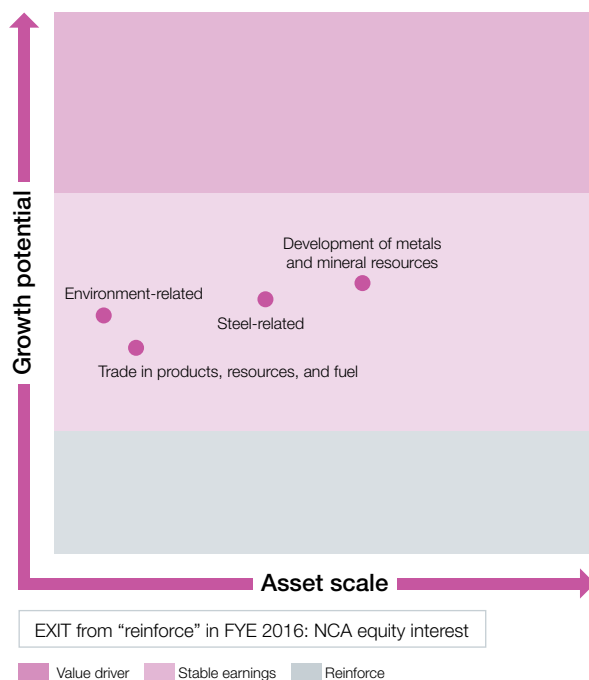 Growth potential
Development of metals
and mineral resources
Environment-related
Steel-related
Trade in products, resources, and fuel
Asset scale
EXIT from “reinforce” in FYE 2016: NCA equity interest
Value driver
Stable earnings
Reinforce